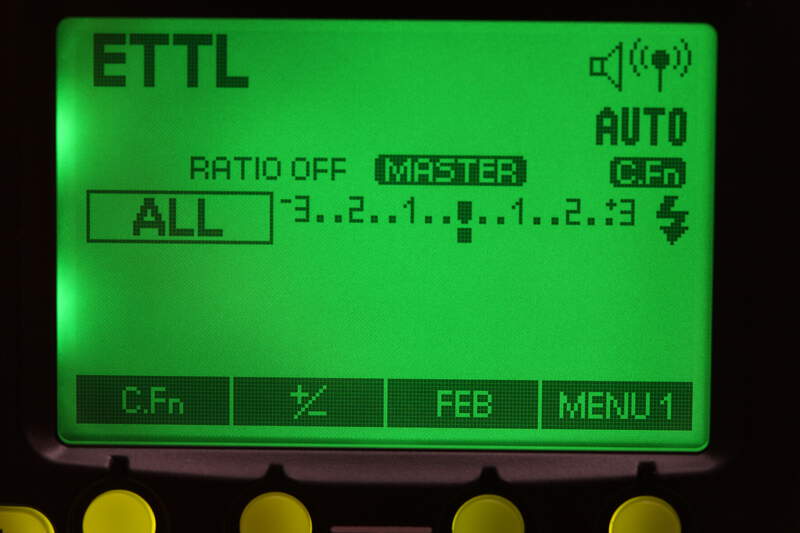 ETTL
AUTO
RATIO OFF MASTER C.Fn
ALL -3..2..1..0..1..2..+3
C.Fn +/- FEB MENU 1